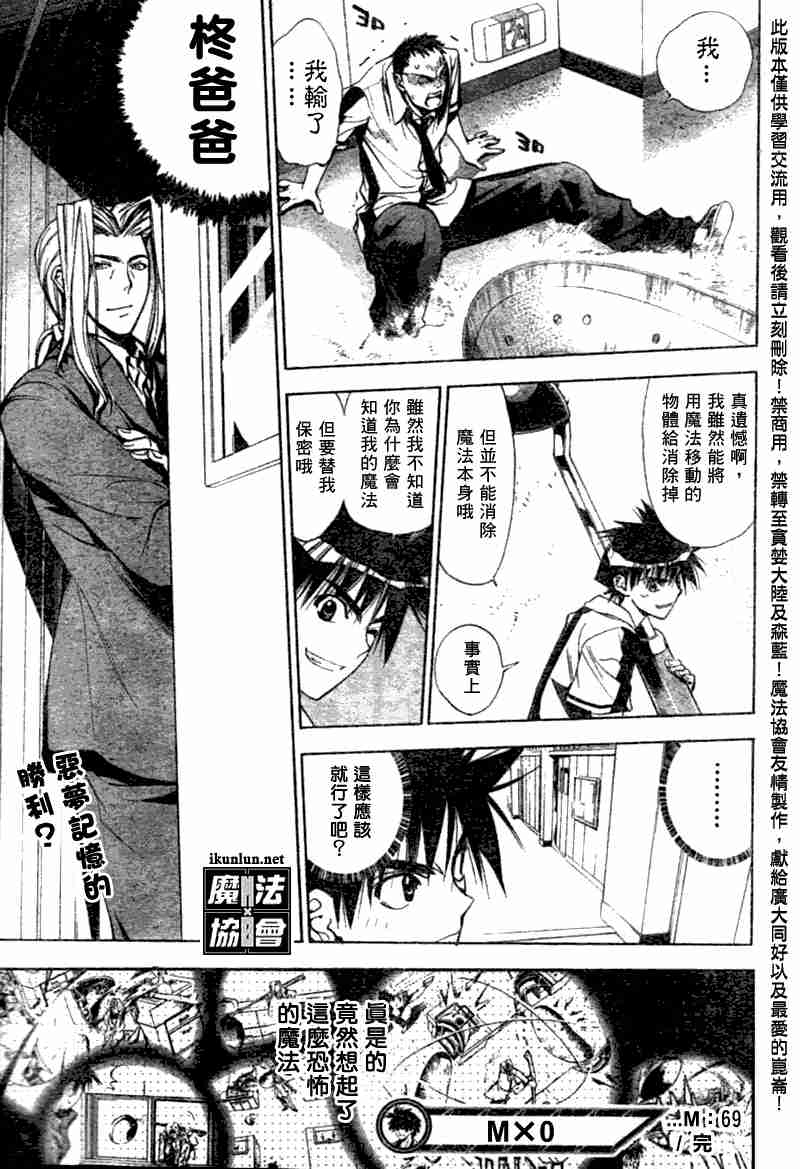 我…
ヨロ
ヨロ
我輸了
……
柊爸爸
真遺憾啊，
我雖然能將
用魔法移動的
物體給消除掉
但並不能消除
魔法本身哦
事實上
雖然我不知道
你為什麼會
知道我的魔法
但要替我
保密哦
………
這樣應該
就行了吧？
惡夢記憶的
勝利？
ikunlun.net
魔法
M×0
協會
真是的
竟然想起了
這麼恐怖
的魔法
M×0
…M：69
/ 完
此版本僅供學習交流用，觀看後請立刻刪除！禁商用，禁轉至貪婪大陸及森藍！魔法協會友情製作，獻給廣大同好以及最愛的崑崙！